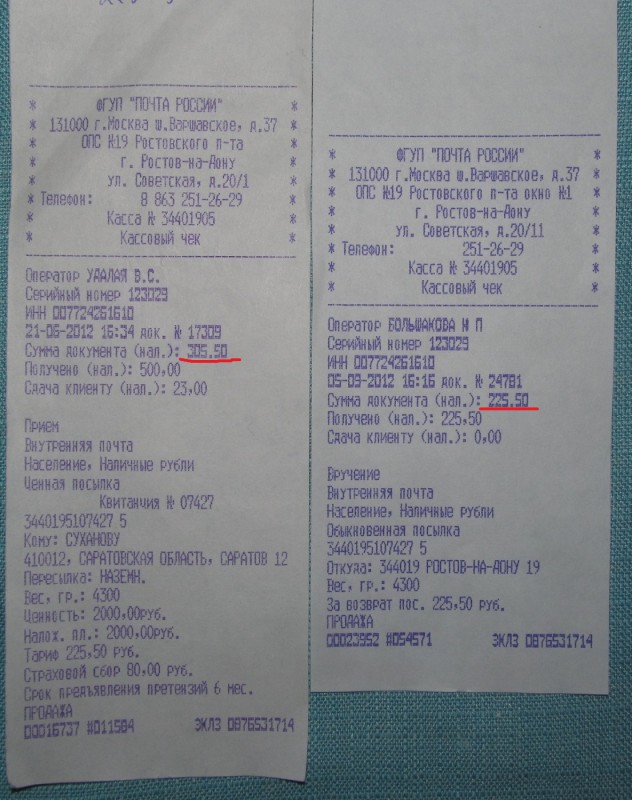 ФГУП "ПОЧТА РОССИИ"
* 131000 г.Москва ш.Варшавское, д.37 *
* ОПС №19 Ростовского п-та *
* г. Ростов-на-Дону *
* ул. Советская, д.20/1 *
* Телефон: 8 863 251-26-29 *
* Касса № 34401905 *
* Кассовый чек *
Оператор УДАЛАЯ В.С.
Серийный номер 123029
ИНН 007724261610
21-06-2012 16:34 док. № 17309
Сумма документа (нал.): 305.50
Получено (нал.): 500,00
Сдача клиенту (нал.): 23,00
Прием
Внутренняя почта
Население, Наличные рубли
Ценная посылка
Квитанция № 07427
3440195107427 5
Кому: СУХАНОВУ
410012, САРАТОВСКАЯ ОБЛАСТЬ, САРАТОВ 12
Пересылка: НАЗЕМН.
Вес, гр.: 4300
Ценность: 2000,00руб.
Налож. пл.: 2000,00руб.
Тариф 225,50 руб.
Страховой сбор 80,00 руб.
Срок предъявления претензий 6 мес.
ПРОДАЖА
00016737 #011584 ЭКЛЗ 0876531714
* ФГУП "ПОЧТА РОССИИ" *
* 131000 г.Москва ш.Варшавское, д.37 *
* ОПС №19 Ростовского п-та окно №1 *
* г. Ростов-на-Дону *
* ул. Советская, д.20/11 *
* Телефон: 251-26-29 *
* Касса № 34401905 *
* Кассовый чек *
Оператор БОЛЬШАКОВА И П
Серийный номер 123029
ИНН 007724261610
05-09-2012 16:16 док. № 24781
Сумма документа (нал.): 225.50
Получено (нал.): 225,50
Сдача клиенту (нал.): 0,00
Вручение
Внутренняя почта
Население, Наличные рубли
Обыкновенная посылка
3440195107427 5
Откуда: 344019 РОСТОВ-НА-ДОНУ 19
Вес, гр.: 4300
За возврат пос. 225,50 руб.
ПРОДАЖА
00023952 #054571 ЭКЛЗ 0876531714